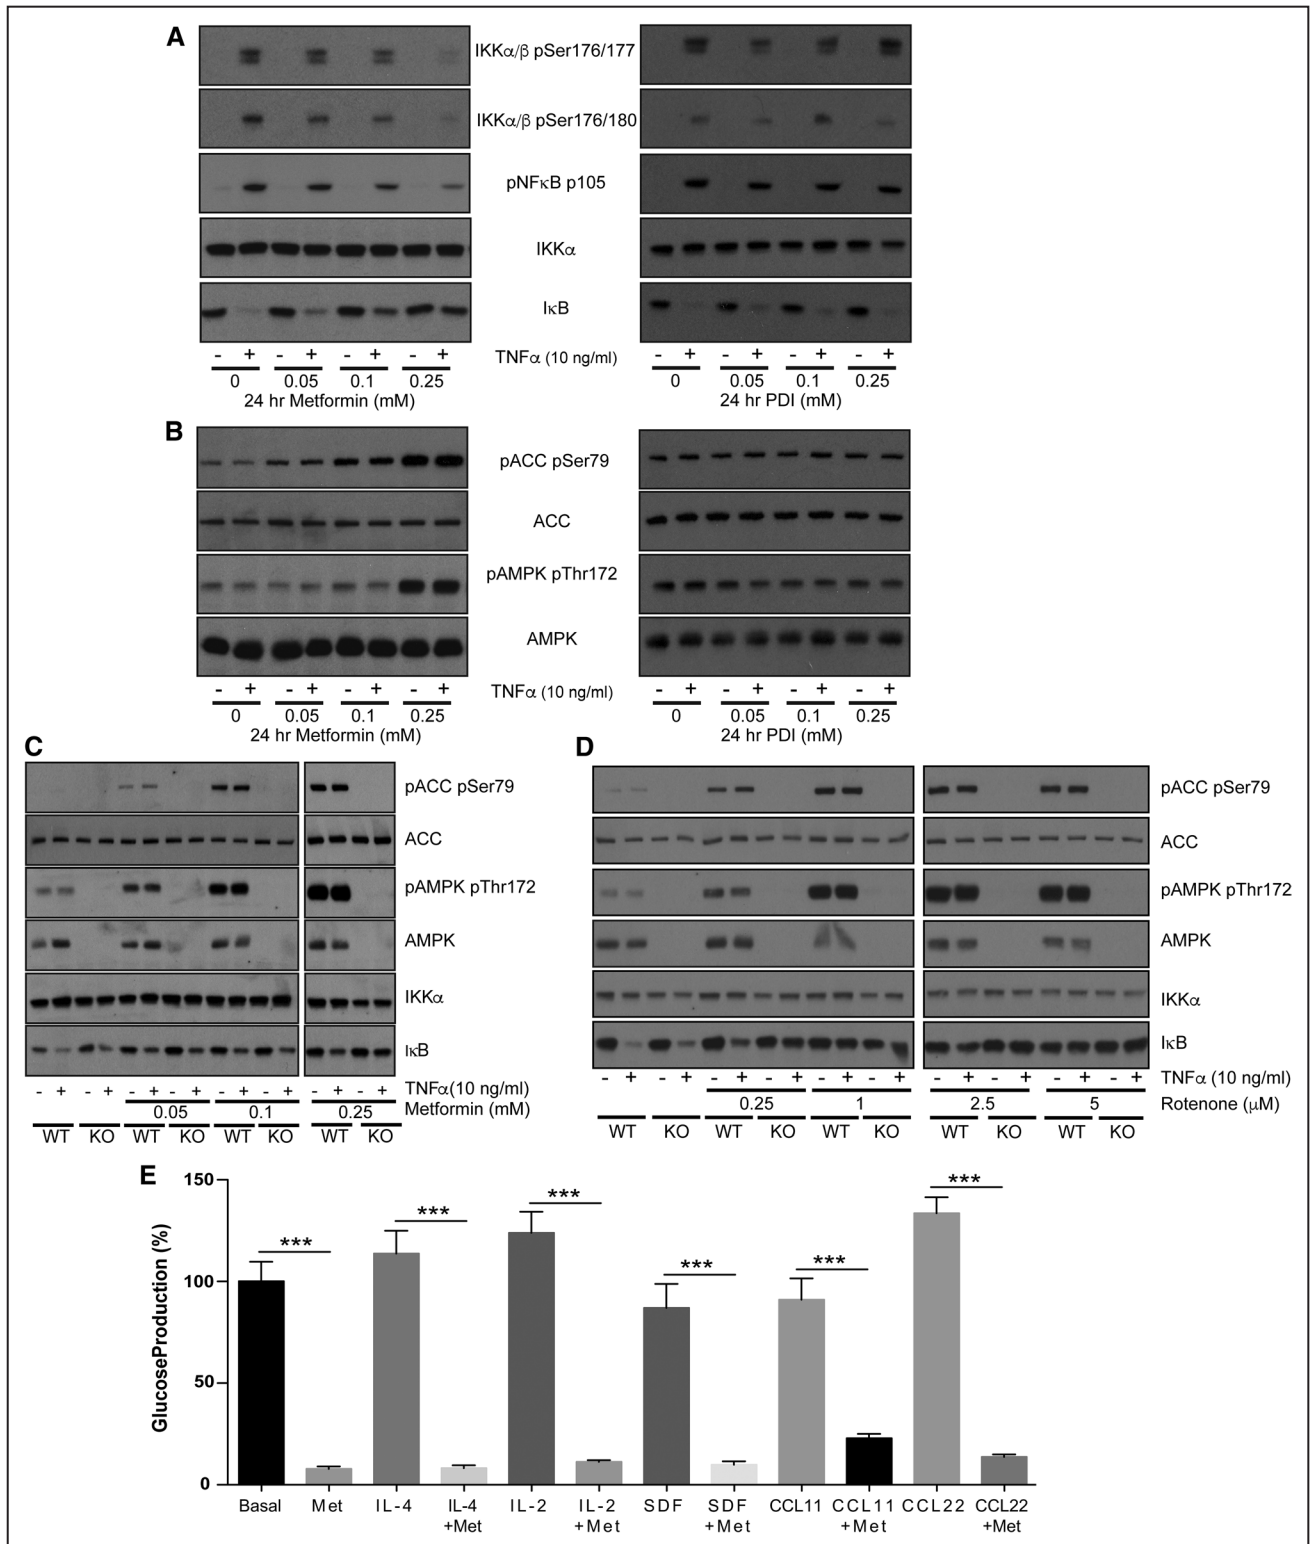 A
IKKα/β pSer176/177
IKKα/β pSer176/180
pNFκB p105
IKKα
IκB
- + - + - + - + TNFα (10 ng/ml) - + - + - + - +
0 0.05 0.1 0.25 0 0.05 0.1 0.25
24 hr Metformin (mM) 24 hr PDI (mM)
B
pACC pSer79
ACC
pAMPK pThr172
AMPK
- + - + - + - + TNFα (10 ng/ml) - + - + - + - +
0 0.05 0.1 0.25 0 0.05 0.1 0.25
24 hr Metformin (mM) 24 hr PDI (mM)
C
pACC pSer79
ACC
pAMPK pThr172
AMPK
IKKα
IκB
- + - + - + - + - + - + - + - + TNFα(10 ng/ml)
0.05 0.1 0.25 Metformin (mM)
WT KO WT KO WT KO WT KO
D
pACC pSer79
ACC
pAMPK pThr172
AMPK
IKKα
IκB
- + - + - + - + - + - + - + - + - + - + TNFα (10 ng/ml)
0.25 1 2.5 5 Rotenone (μM)
WT KO WT KO WT KO WT KO WT KO
E
GlucoseProduction (%)
150
100
50
0
*** *** *** *** *** ***
Basal Met IL-4 IL-4 +Met IL-2 IL-2 +Met SDF SDF +Met CCL11 CCL11 +Met CCL22 CCL22 +Met